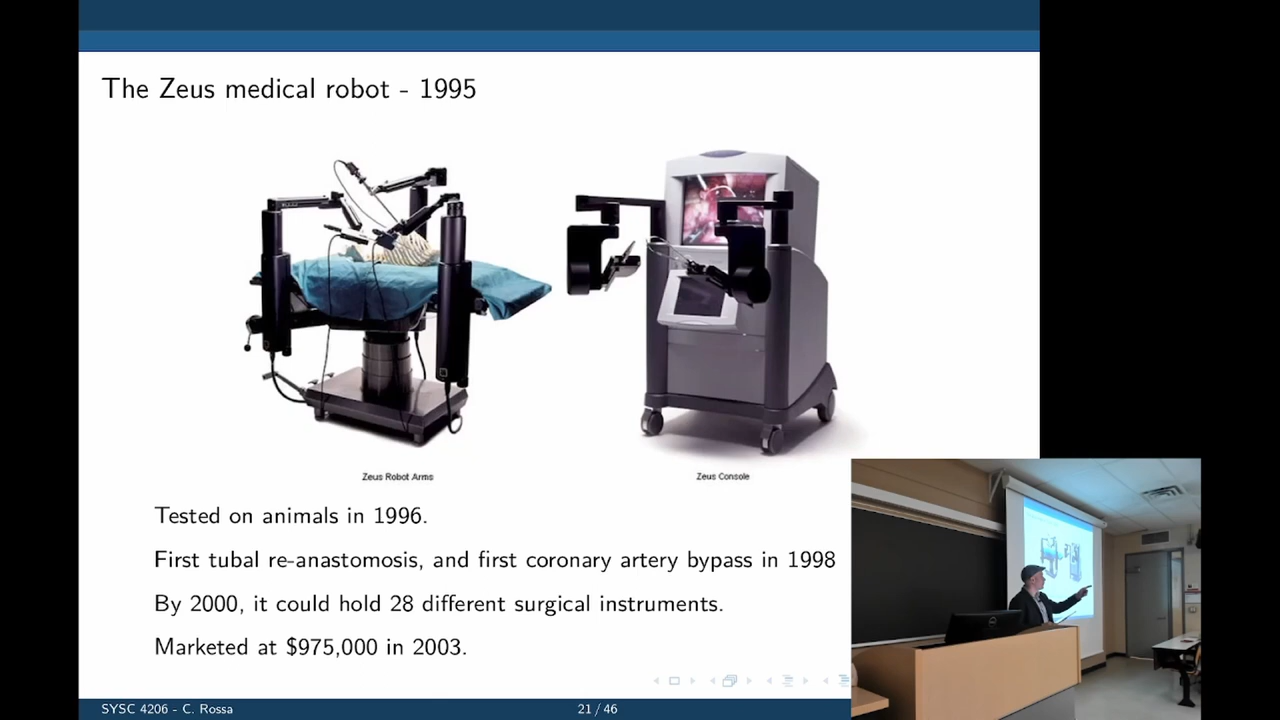 The Zeus medical robot - 1995
Zeus Robot Arms
Zeus Console
Tested on animals in 1996.
First tubal re-anastomosis, and first coronary artery bypass in 1998
By 2000, it could hold 28 different surgical instruments.
Marketed at $975,000 in 2003.
SYSC 4206 - C. Rossa
21 / 46